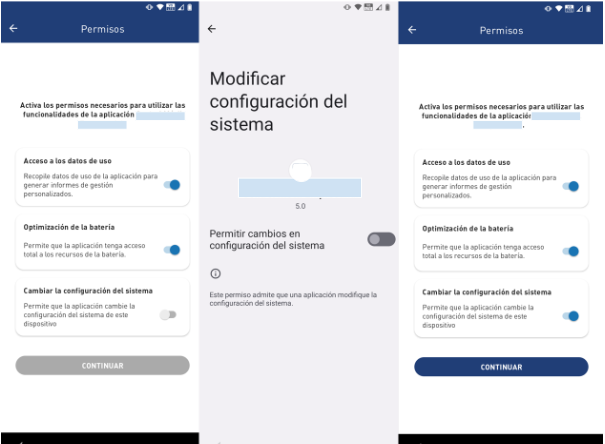 Permisos
Activa los permisos necesarios para utilizar las
funcionalidades de la aplicación
Acceso a los datos de uso
Recopile datos de uso de la aplicación para
generar informes de gestión
personalizados.
Optimización de la batería
Permite que la aplicación tenga acceso
total a los recursos de la batería.
Cambiar la configuración del sistema
Permite que la aplicación cambie la
configuración del sistema de este
dispositivo
CONTINUAR
Modificar
configuración del
sistema
5.0
Permitir cambios en
configuración del sistema
Este permiso admite que una aplicación modifique la
configuración del sistema.
Permisos
Activa los permisos necesarios para utilizar las
funcionalidades de la aplicación
.
Acceso a los datos de uso
Recopile datos de uso de la aplicación para
generar informes de gestión
personalizados.
Optimización de la batería
Permite que la aplicación tenga acceso
total a los recursos de la batería.
Cambiar la configuración del sistema
Permite que la aplicación cambie la
configuración del sistema de este
dispositivo
CONTINUAR